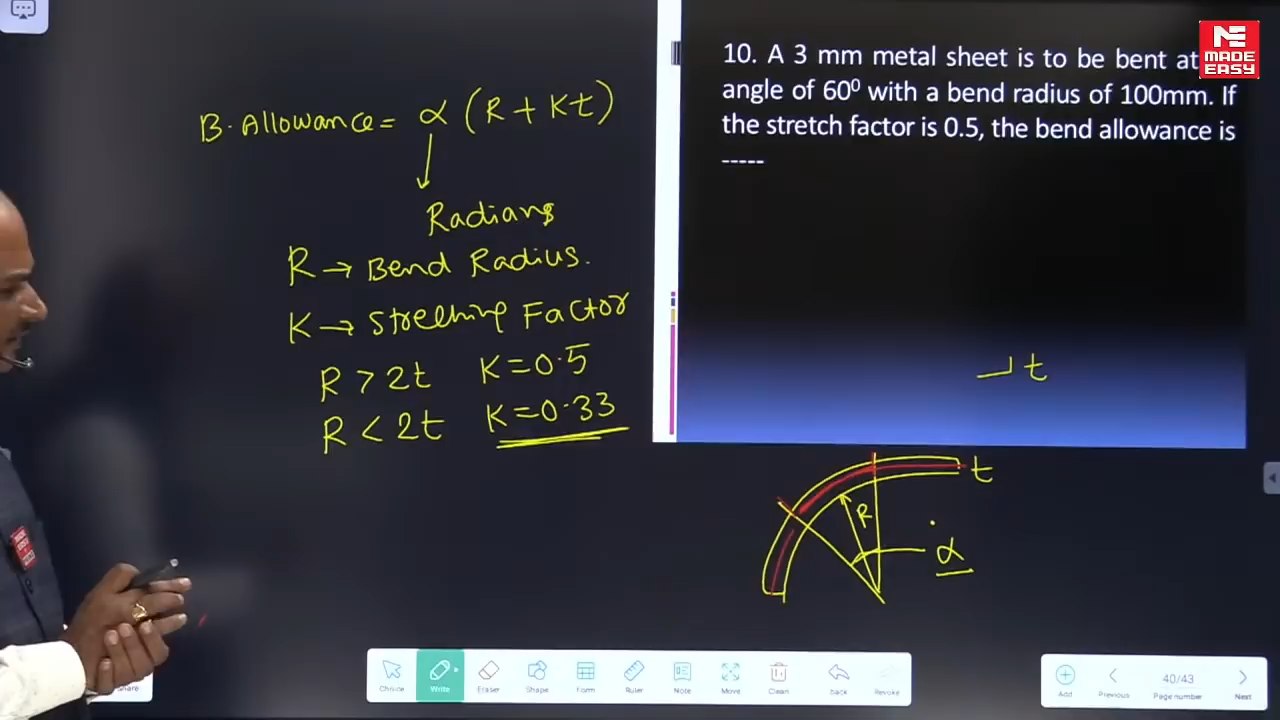 B. Allowance = α (R + Kt)
Radians
R → Bend Radius.
K → Stretching Factor
R > 2t K = 0.5
R < 2t K = 0.33
MADE EASY
10. A 3 mm metal sheet is to be bent at
angle of 60⁰ with a bend radius of 100mm. If
the stretch factor is 0.5, the bend allowance is
-----
t
t
R
α
Choice
Write
Eraser
Shape
Form
Ruler
Note
Move
Clean
back
Revoke
Share
Add
Previous
40/43
Page number
Next